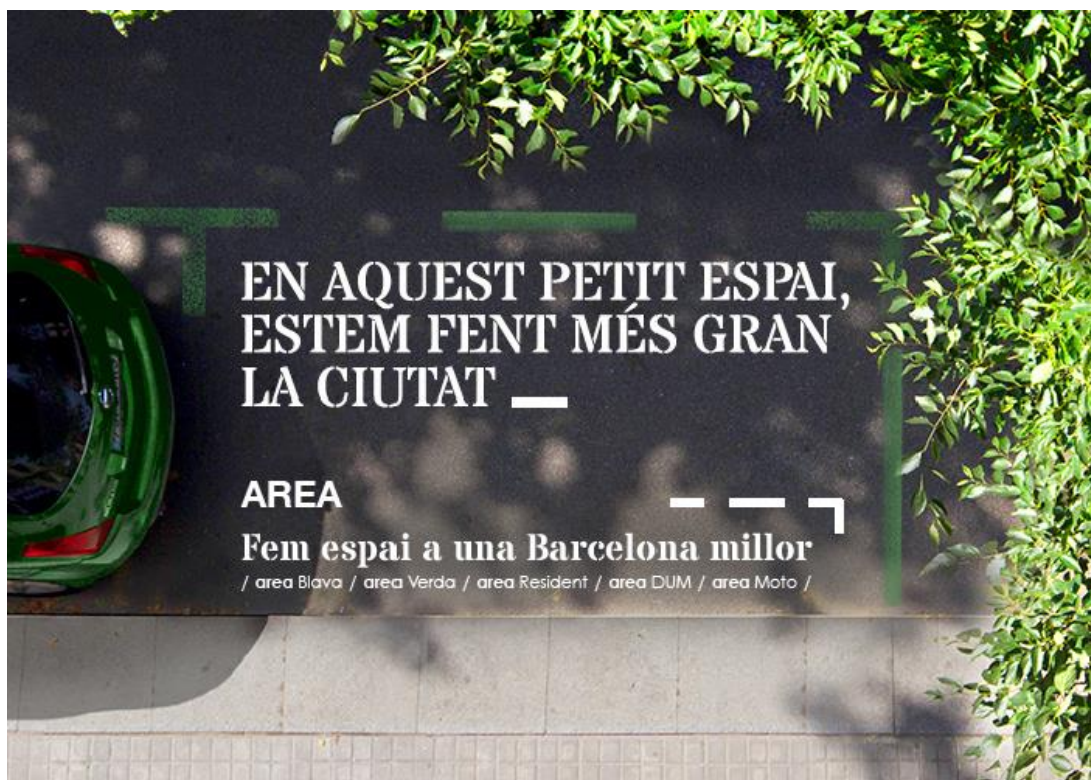 EN AQUEST PETIT ESPAI,
ESTEM FENT MÉS GRAN
LA CIUTAT
AREA
Fem espai a una Barcelona millor
/ area Blava / area Verda / area Resident / area DUM / area Moto /